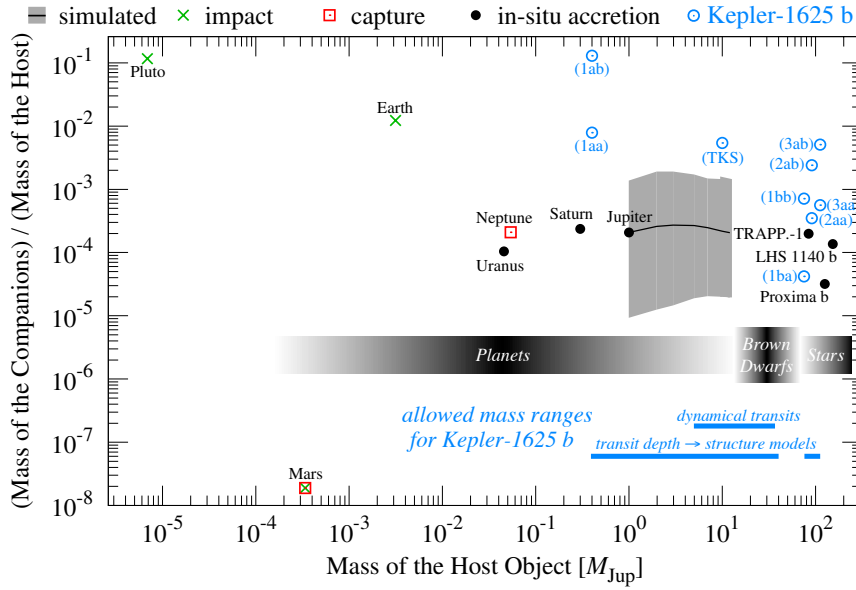 simulated impact capture in-situ accretion Kepler-1625 b
(Mass of the Companions) / (Mass of the Host)
10^-1
10^-2
10^-3
10^-4
10^-5
10^-6
10^-7
10^-8
Pluto
Earth
(1ab)
(1aa)
(TKS)
(3ab)
(2ab)
(1bb)
(3aa
(2aa)
Neptune
Saturn
Jupiter
Uranus
TRAPP.-1
LHS 1140 b
(1ba)
Proxima b
Planets
Brown
Dwarfs
Stars
allowed mass ranges
for Kepler-1625 b
dynamical transits
transit depth → structure models
Mars
10^-5 10^-4 10^-3 10^-2 10^-1 10^0 10^1 10^2
Mass of the Host Object [M_Jup]